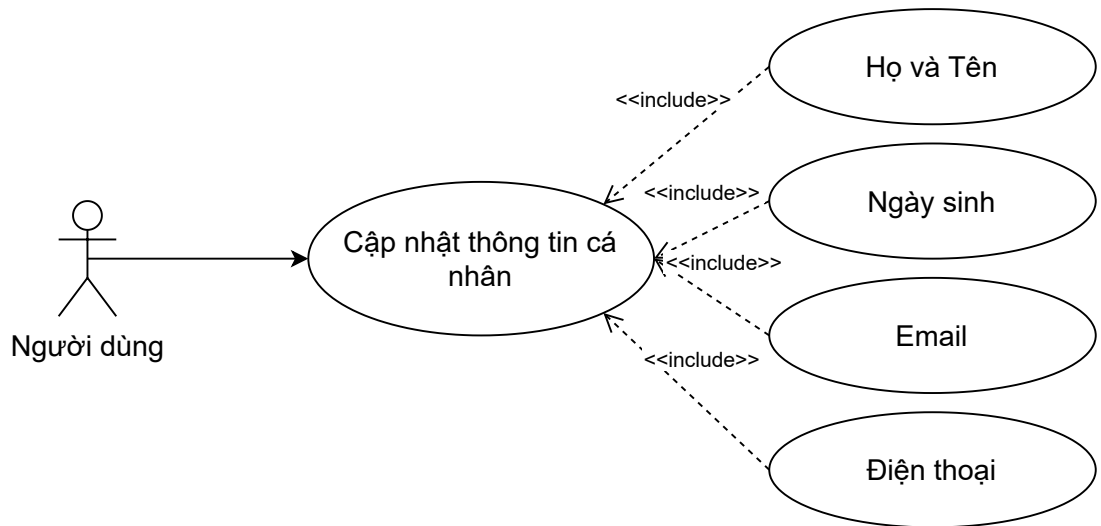 Họ và Tên
<<include>>
Ngày sinh
<<include>>
Cập nhật thông tin cá
nhân
<<include>>
Email
Người dùng
<<include>>
Điện thoại